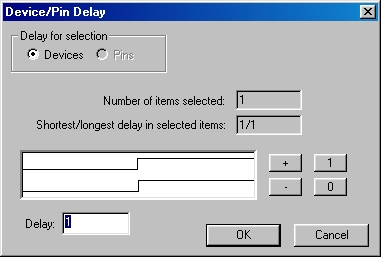 Device/Pin Delay
Delay for selection
Devices Pins
Number of items selected: 1
Shortest/longest delay in selected items: 1/1
+ 1
- 0
Delay: 1
OK Cancel